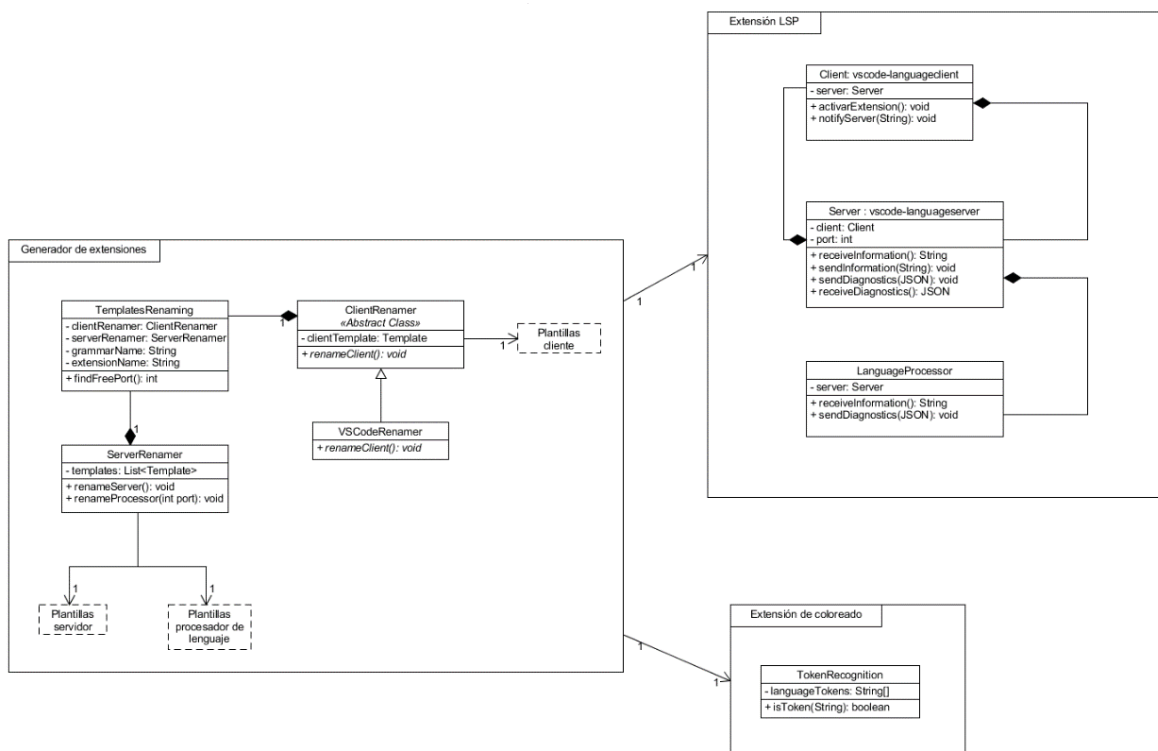 Extensión LSP
Client: vscode-languageclient
- server: Server
+ activarExtension(): void
+ notifyServer(String): void
Server : vscode-languageserver
- client: Client
- port: int
+ receiveInformation(): String
+ sendInformation(String): void
+ sendDiagnostics(JSON): void
+ receiveDiagnostics(): JSON
LanguageProcessor
- server: Server
+ receiveInformation(): String
+ sendDiagnostics(JSON): void
1
1
Generador de extensiones
TemplatesRenaming
- clientRenamer: ClientRenamer
- serverRenamer: ServerRenamer
- grammarName: String
- extensionName: String
+ findFreePort(): int
1
ClientRenamer
«Abstract Class»
- clientTemplate: Template
+ renameClient(): void
1
Plantillas
cliente
VSCodeRenamer
+ renameClient(): void
1
ServerRenamer
- templates: List<Template>
+ renameServer(): void
+ renameProcessor(int port): void
1
1
Plantillas
servidor
Plantillas
procesador de
lenguaje
1
1
Extensión de coloreado
TokenRecognition
- languageTokens: String[]
+ isToken(String): boolean